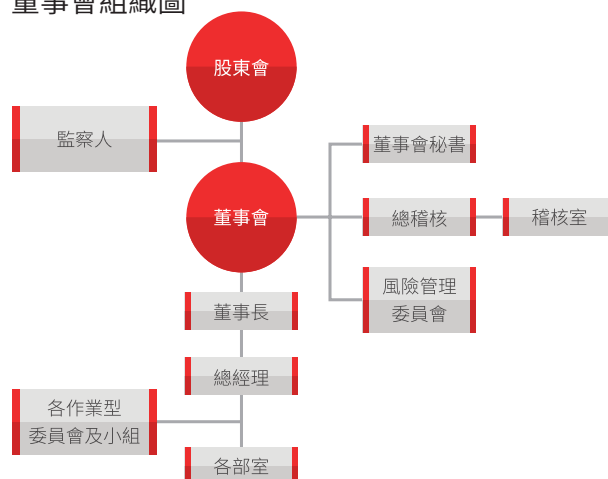 董事會組織圖
股東會
監察人
董事會秘書
董事會
總稽核
稽核室
風險管理
委員會
董事長
總經理
各作業型
委員會及小組
各部室